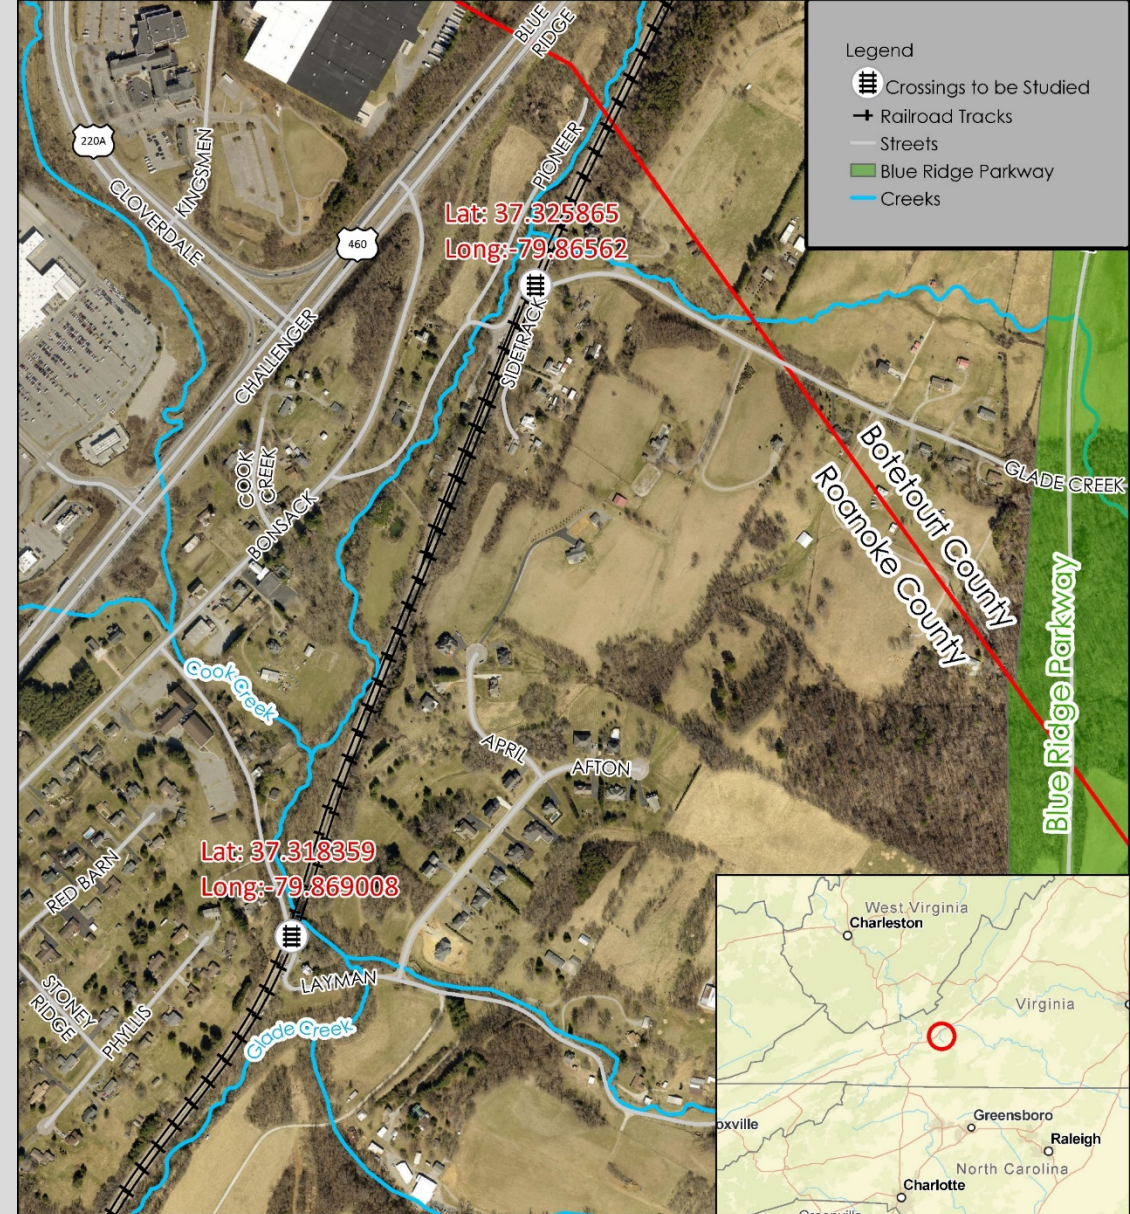 Legend
Crossings to be Studied
Railroad Tracks
Streets
Blue Ridge Parkway
Creeks
BLUE
RIDGE
220A
KINGSMEN
CLOVERDALE
PIONEER
460
Lat: 37.325865
Long:-79.86562
CHALLENGER
SIDETRACK
COOK
CREEK
BONSACK
GLADE CREEK
Botetourt County
Roanoke County
Blue Ridge Parkway
Cook Creek
APRIL
AFTON
Lat: 37.318359
Long:-79.869008
RED BARN
STONEY
RIDGE
PHYLLIS
LAYMAN
Glade Creek
West Virginia
Charleston
Virginia
oxville
Greensboro
Raleigh
North Carolina
Charlotte